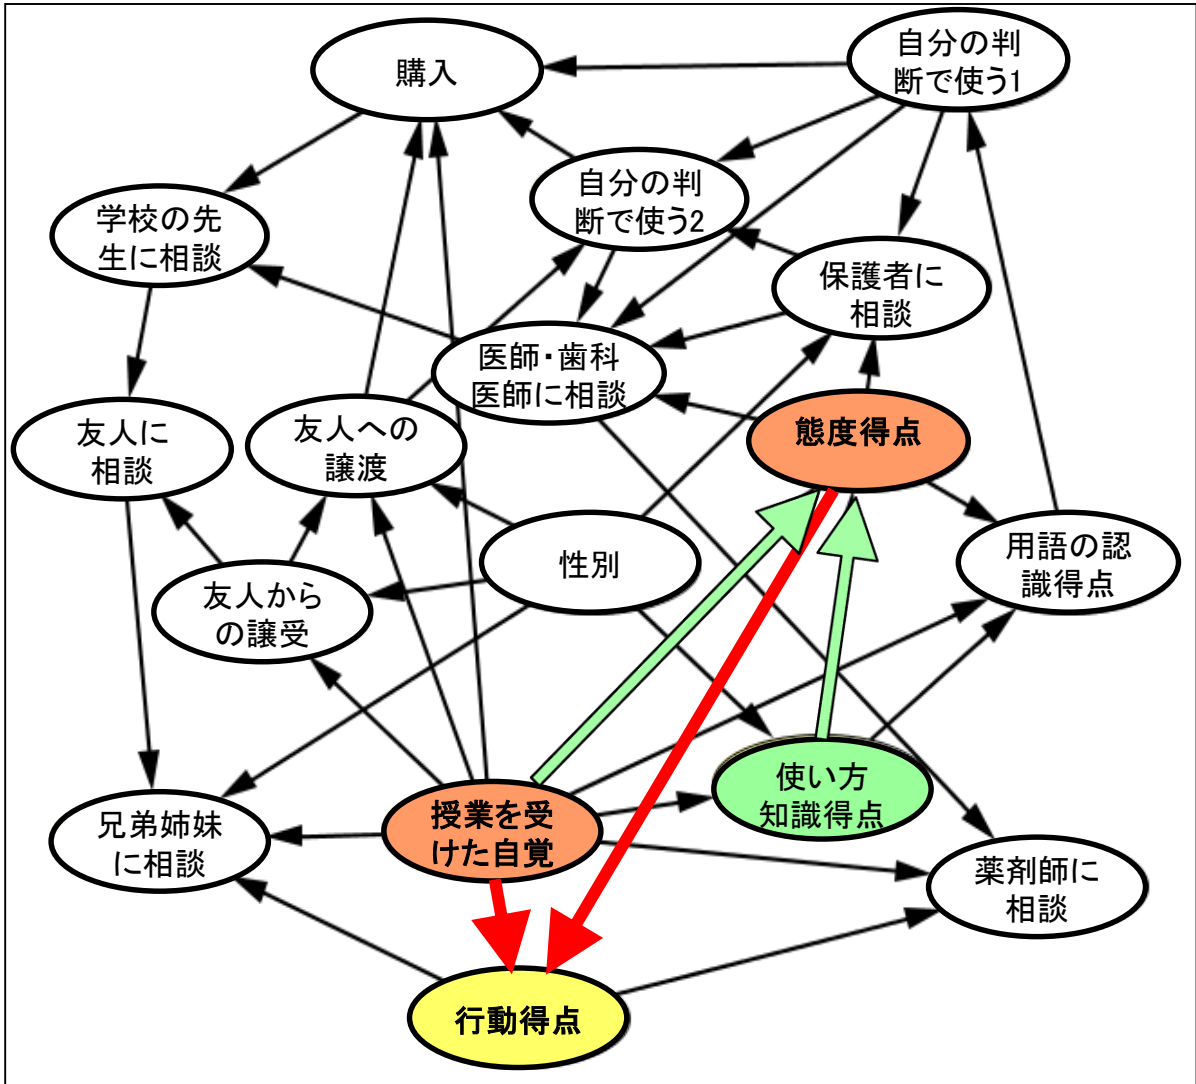 購入
自分の判
断で使う1
自分の判
断で使う2
学校の先
生に相談
保護者に
相談
医師・歯科
医師に相談
友人に
相談
友人への
譲渡
態度得点
性別
用語の認
識得点
友人から
の譲受
使い方
知識得点
兄弟姉妹
に相談
授業を受
けた自覚
薬剤師に
相談
行動得点